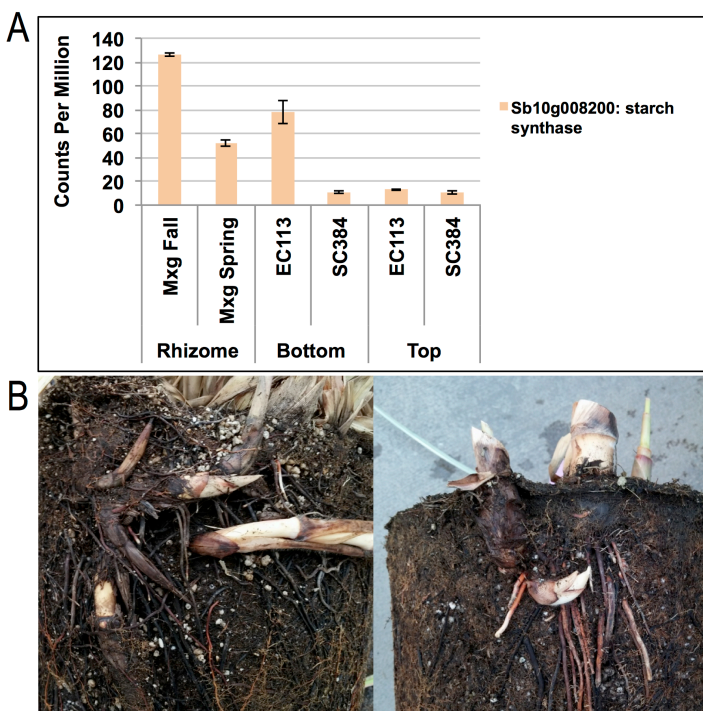 A
140
120
100
80
60
40
20
0
Counts Per Million
Mxg Fall
Mxg Spring
EC113
SC384
EC113
SC384
Rhizome
Bottom
Top
Sb10g008200: starch
synthase
B